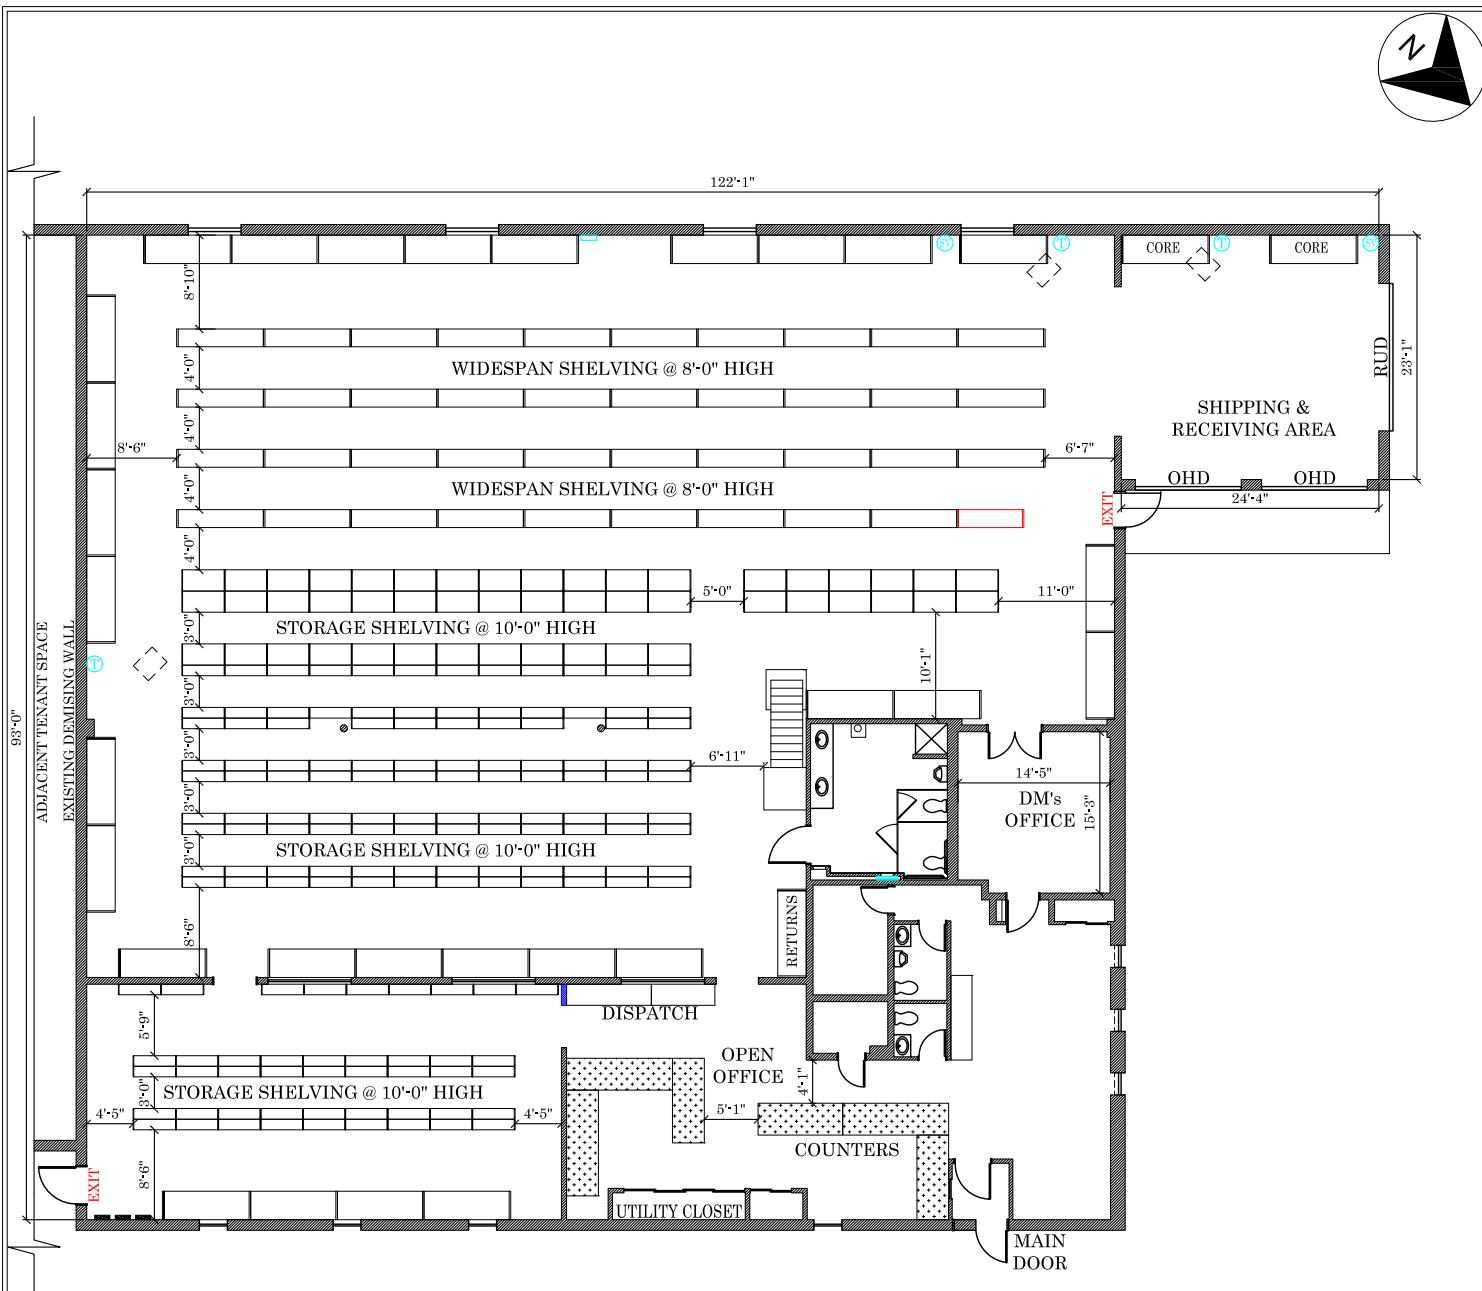 N
122'-1"
SV
T
CORE
T
CORE
SV
8'-10"
WIDESPAN SHELVING @ 8'-0" HIGH
4'-0"
RUD
23'-1"
SHIPPING &
RECEIVING AREA
4'-0"
8'-6"
6'-7"
WIDESPAN SHELVING @ 8'-0" HIGH
4'-0"
OHD
OHD
24'-4"
EXIT
4'-0"
5'-0"
11'-0"
STORAGE SHELVING @ 10'-0" HIGH
3'-0"
10'-1"
T
3'-0"
ADJACENT TENANT SPACE
EXISTING DEMISING WALL
93'-0"
3'-0"
6'-11"
14'-5"
DM's
OFFICE
15'-3"
3'-0"
3'-0"
STORAGE SHELVING @ 10'-0" HIGH
8'-6"
RETURNS
DISPATCH
5'-9"
OPEN
OFFICE
STORAGE SHELVING @ 10'-0" HIGH
3'-0"
4'-1"
4'-5"
4'-5"
5'-1"
COUNTERS
8'-6"
EXIT
UTILITY CLOSET
MAIN
DOOR